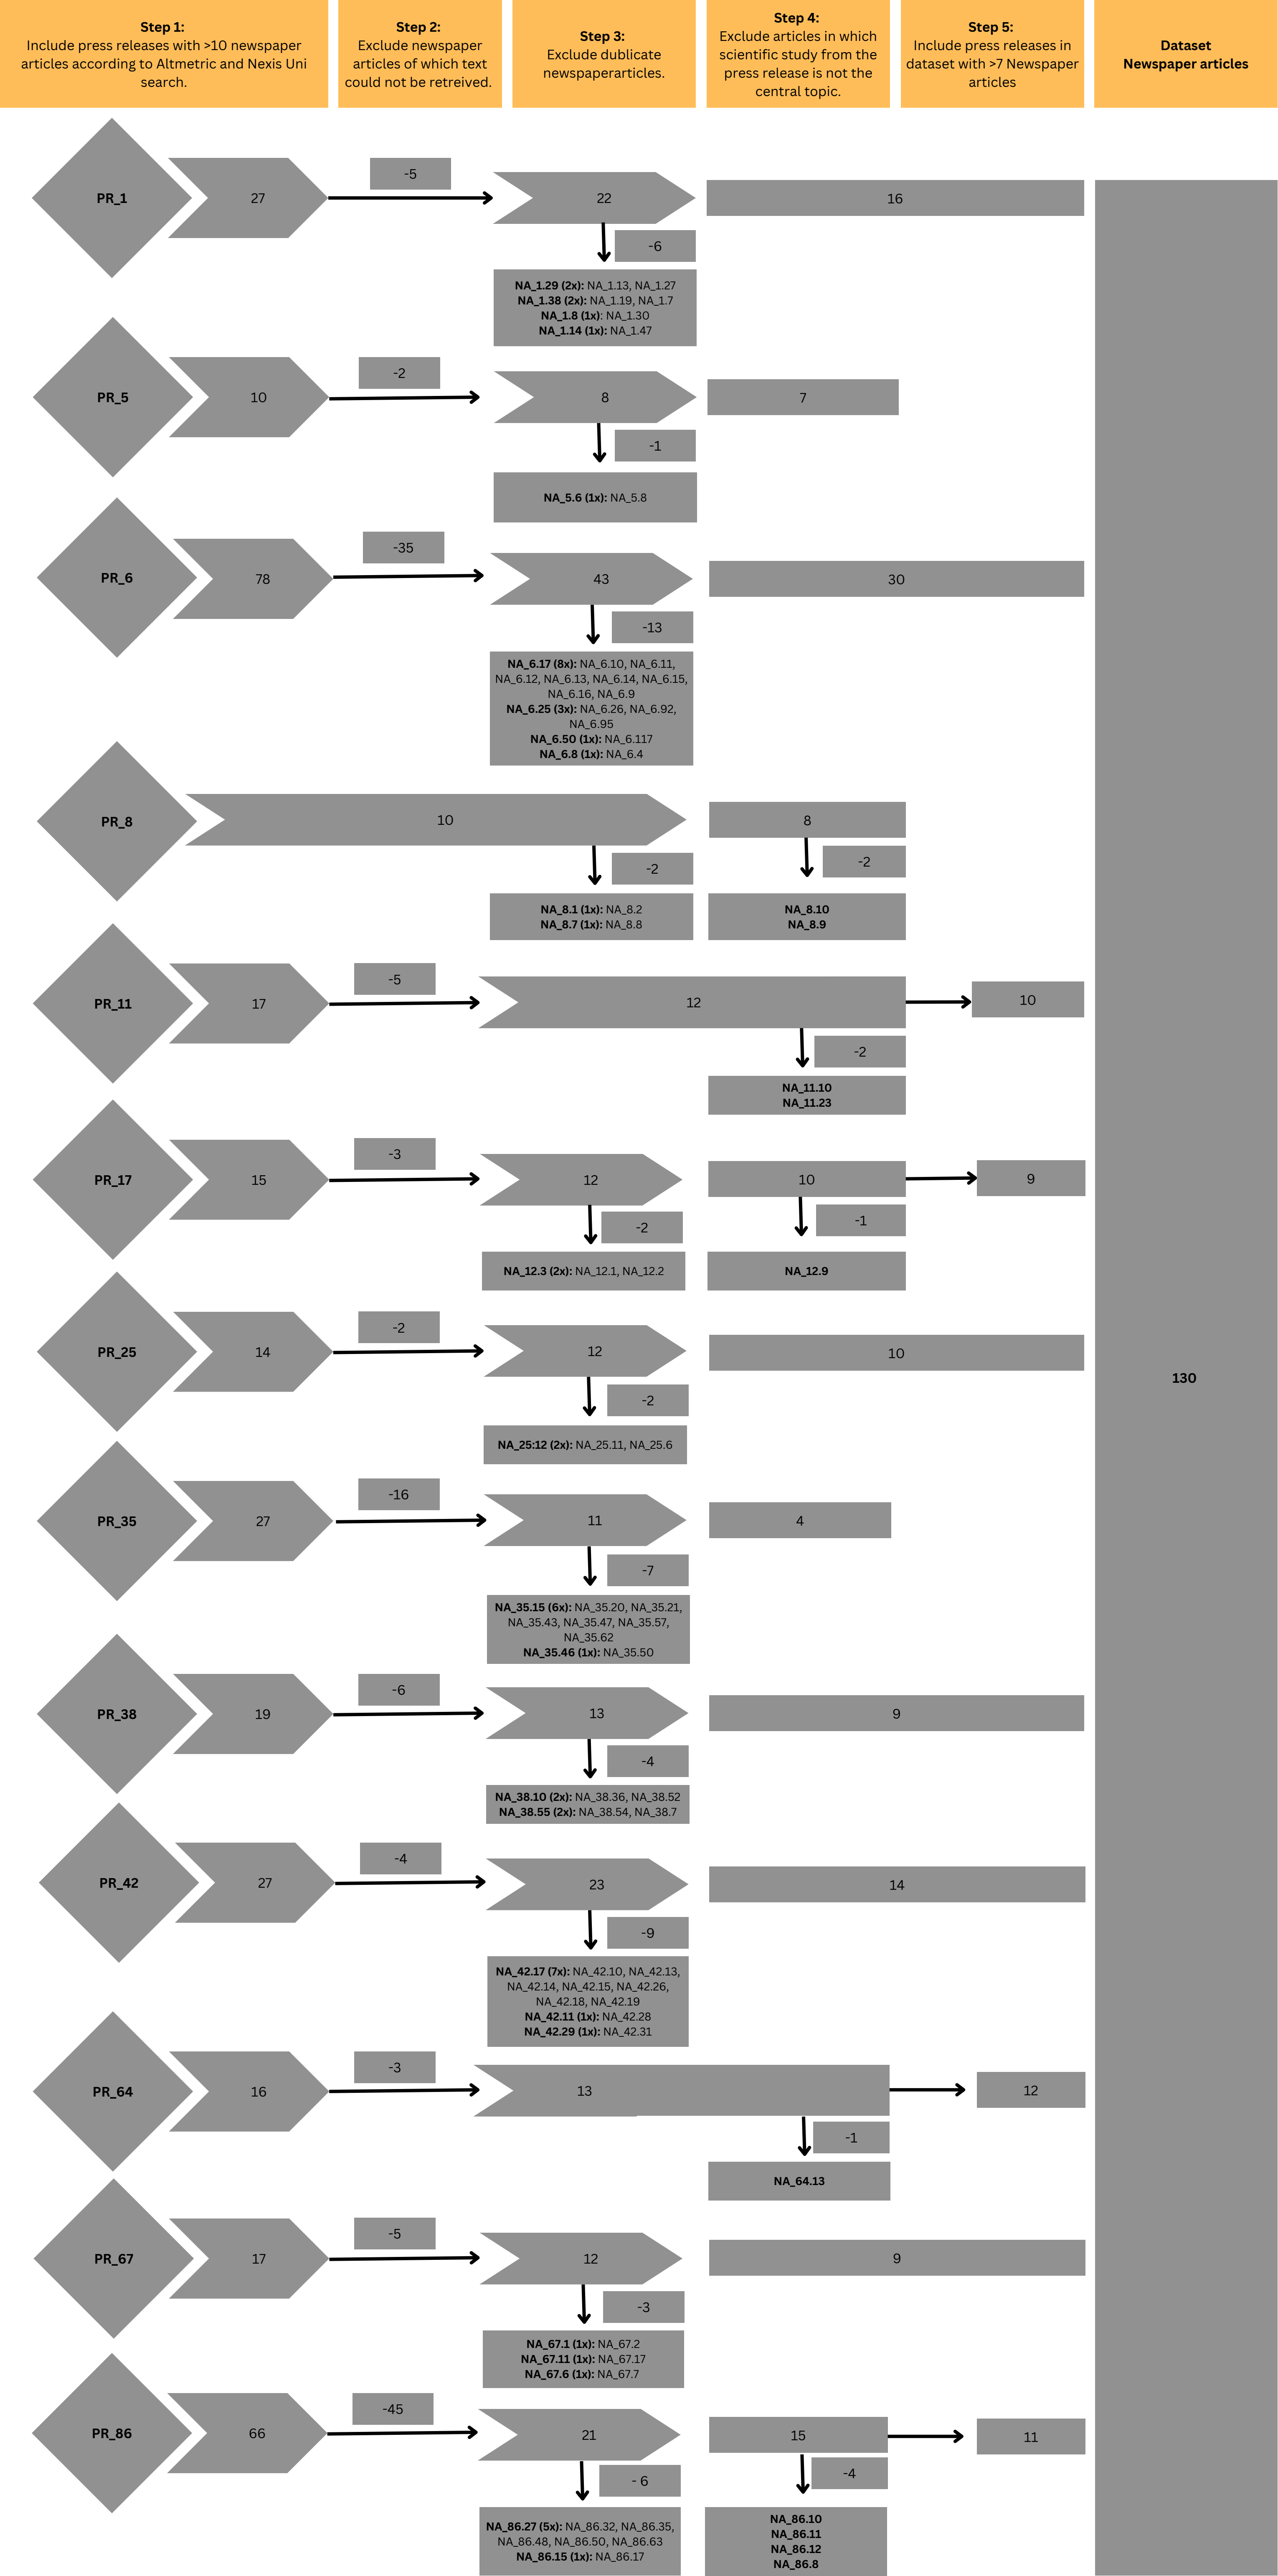 Step 1:
Include press releases with >10 newspaper
articles according to Altmetric and Nexis Uni
search.
Step 2:
Exclude newspaper
articles of which text
could not be retreived.
Step 3:
Exclude dublicate
newspaperarticles.
Step 4:
Exclude articles in which
scientific study from the
press release is not the
central topic.
Step 5:
Include press releases in
dataset with >7 Newspaper
articles
Dataset
Newspaper articles
PR_1
27
-5
22
16
-6
NA_1.29 (2x): NA_1.13, NA_1.27
NA_1.38 (2x): NA_1.19, NA_1.7
NA_1.8 (1x): NA_1.30
NA_1.14 (1x): NA_1.47
PR_5
10
-2
8
7
-1
NA_5.6 (1x): NA_5.8
PR_6
78
-35
43
30
-13
NA_6.17 (8x): NA_6.10, NA_6.11,
NA_6.12, NA_6.13, NA_6.14, NA_6.15,
NA_6.16, NA_6.9
NA_6.25 (3x): NA_6.26, NA_6.92,
NA_6.95
NA_6.50 (1x): NA_6.117
NA_6.8 (1x): NA_6.4
PR_8
10
8
-2
-2
NA_8.1 (1x): NA_8.2
NA_8.7 (1x): NA_8.8
NA_8.10
NA_8.9
PR_11
17
-5
12
10
-2
NA_11.10
NA_11.23
PR_17
15
-3
12
10
9
-2
-1
NA_12.3 (2x): NA_12.1, NA_12.2
NA_12.9
PR_25
14
-2
12
10
130
-2
NA_25:12 (2x): NA_25.11, NA_25.6
PR_35
27
-16
11
4
-7
NA_35.15 (6x): NA_35.20, NA_35.21,
NA_35.43, NA_35.47, NA_35.57,
NA_35.62
NA_35.46 (1x): NA_35.50
PR_38
19
-6
13
9
-4
NA_38.10 (2x): NA_38.36, NA_38.52
NA_38.55 (2x): NA_38.54, NA_38.7
PR_42
27
-4
23
14
-9
NA_42.17 (7x): NA_42.10, NA_42.13,
NA_42.14, NA_42.15, NA_42.26,
NA_42.18, NA_42.19
NA_42.11 (1x): NA_42.28
NA_42.29 (1x): NA_42.31
PR_64
16
-3
13
12
-1
NA_64.13
PR_67
17
-5
12
9
-3
NA_67.1 (1x): NA_67.2
NA_67.11 (1x): NA_67.17
NA_67.6 (1x): NA_67.7
PR_86
66
-45
21
15
11
- 6
-4
NA_86.27 (5x): NA_86.32, NA_86.35,
NA_86.48, NA_86.50, NA_86.63
NA_86.15 (1x): NA_86.17
NA_86.10
NA_86.11
NA_86.12
NA_86.8